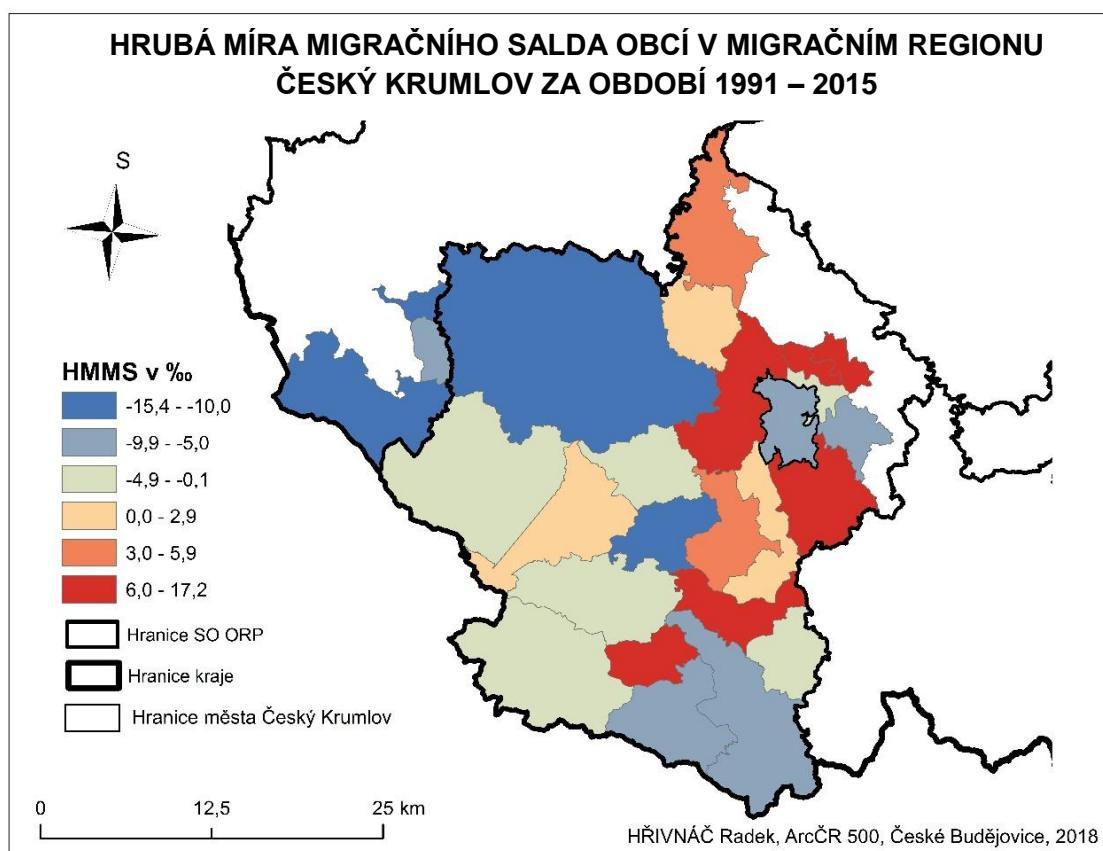 HRUBÁ MÍRA MIGRAČNÍHO SALDA OBCÍ V MIGRAČNÍM REGIONU
ČESKÝ KRUMLOV ZA OBDOBÍ 1991 – 2015
S
HMMS v ‰
-15,4 - -10,0
-9,9 - -5,0
-4,9 - -0,1
0,0 - 2,9
3,0 - 5,9
6,0 - 17,2
Hranice SO ORP
Hranice kraje
Hranice města Český Krumlov
0 12,5 25 km
HŘIVNÁČ Radek, ArcČR 500, České Budějovice, 2018